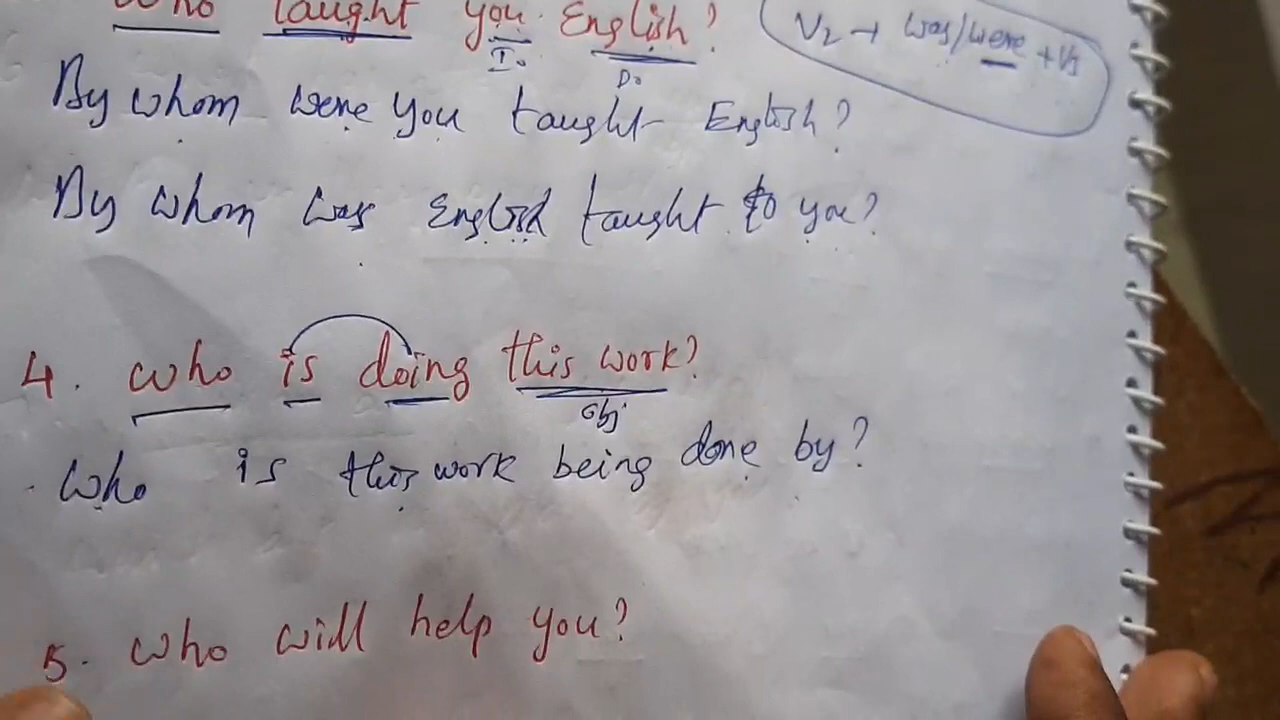 Who taught you English?
V2 → was/were + V3
Io
Do
By whom were you taught English?
By whom was English taught to you?
4. Who is doing this work?
Obj
Who is this work being done by?
5. Who will help you?